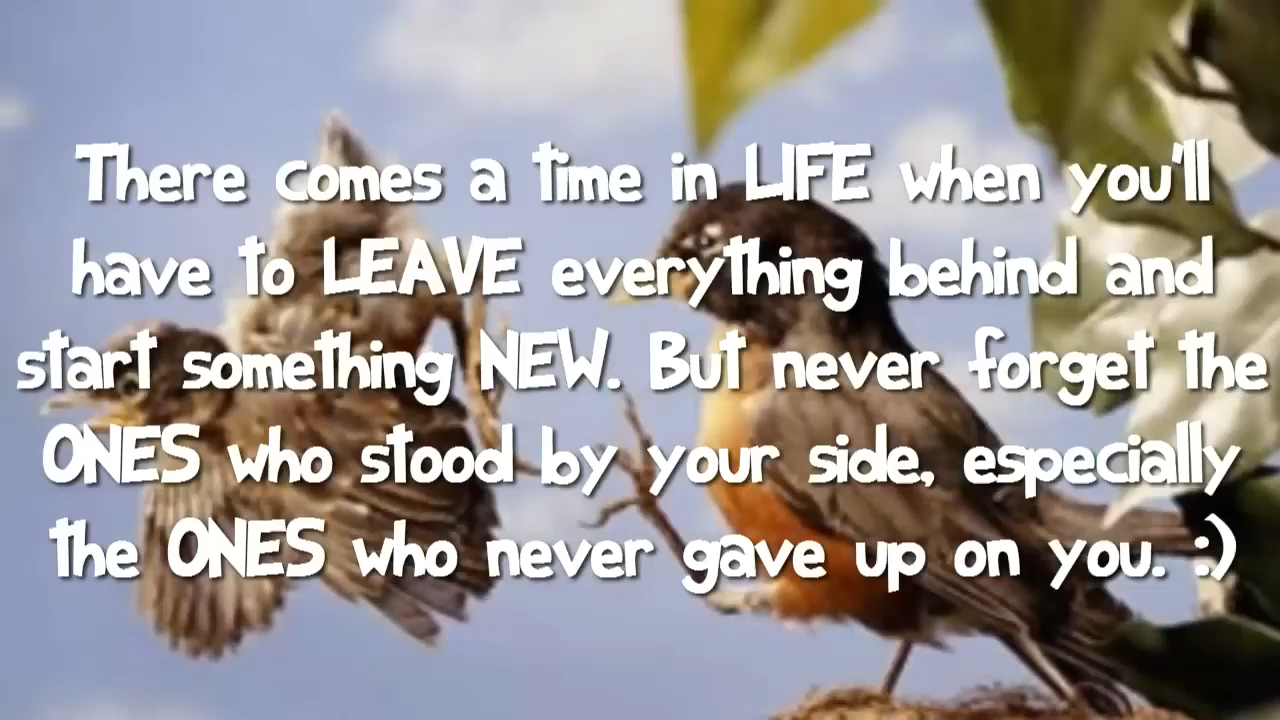 There comes a time in LIFE when you'll
have to LEAVE everything behind and
start something NEW. But never forget the
ONES who stood by your side, especially
the ONES who never gave up on you. :)